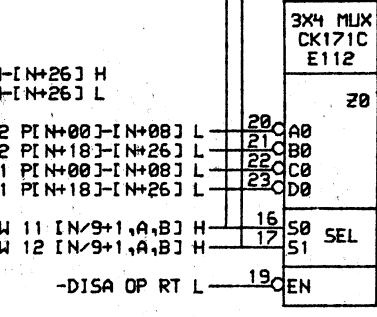 3X4 MUX
CK171C
E112
-[N+26] H
-[N+26] L
Z0
2 P[N+00]-[N+08] L 20 A0
2 P[N+18]-[N+26] L 21 B0
1 P[N+00]-[N+08] L 22 C0
1 P[N+18]-[N+26] L 23 D0
W 11 [N/9+1,A,B] H 16 S0
SEL
W 12 [N/9+1,A,B] H 17 S1
-DISA OP RT L 19 EN